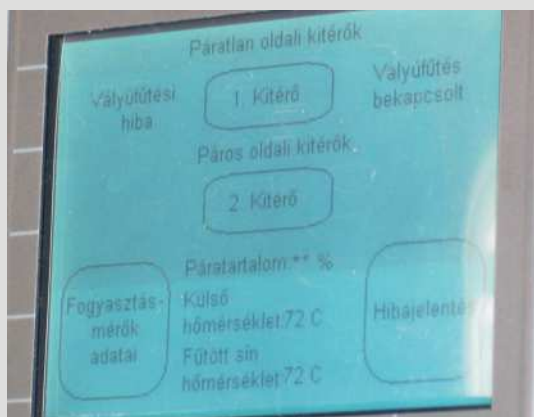 Páratlan oldali kitérők
Vályúfűtési
hiba
1. Kitérő
Vályúfűtés
bekapcsolt
Páros oldali kitérők
2. Kitérő
Fogyasztás-
mérők
adatai
Páratartalom:** %
Külső
hőmérséklet:72 C
Fűtött sín
hőmérséklet:72 C
Hibajelentés